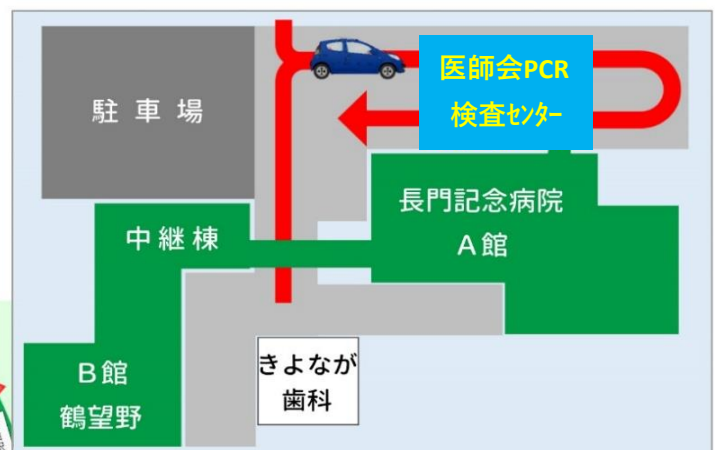 医師会PCR
検査ｾﾝﾀｰ
駐車場
長門記念病院
A館
中継棟
きよなが
歯科
B館
鶴望野